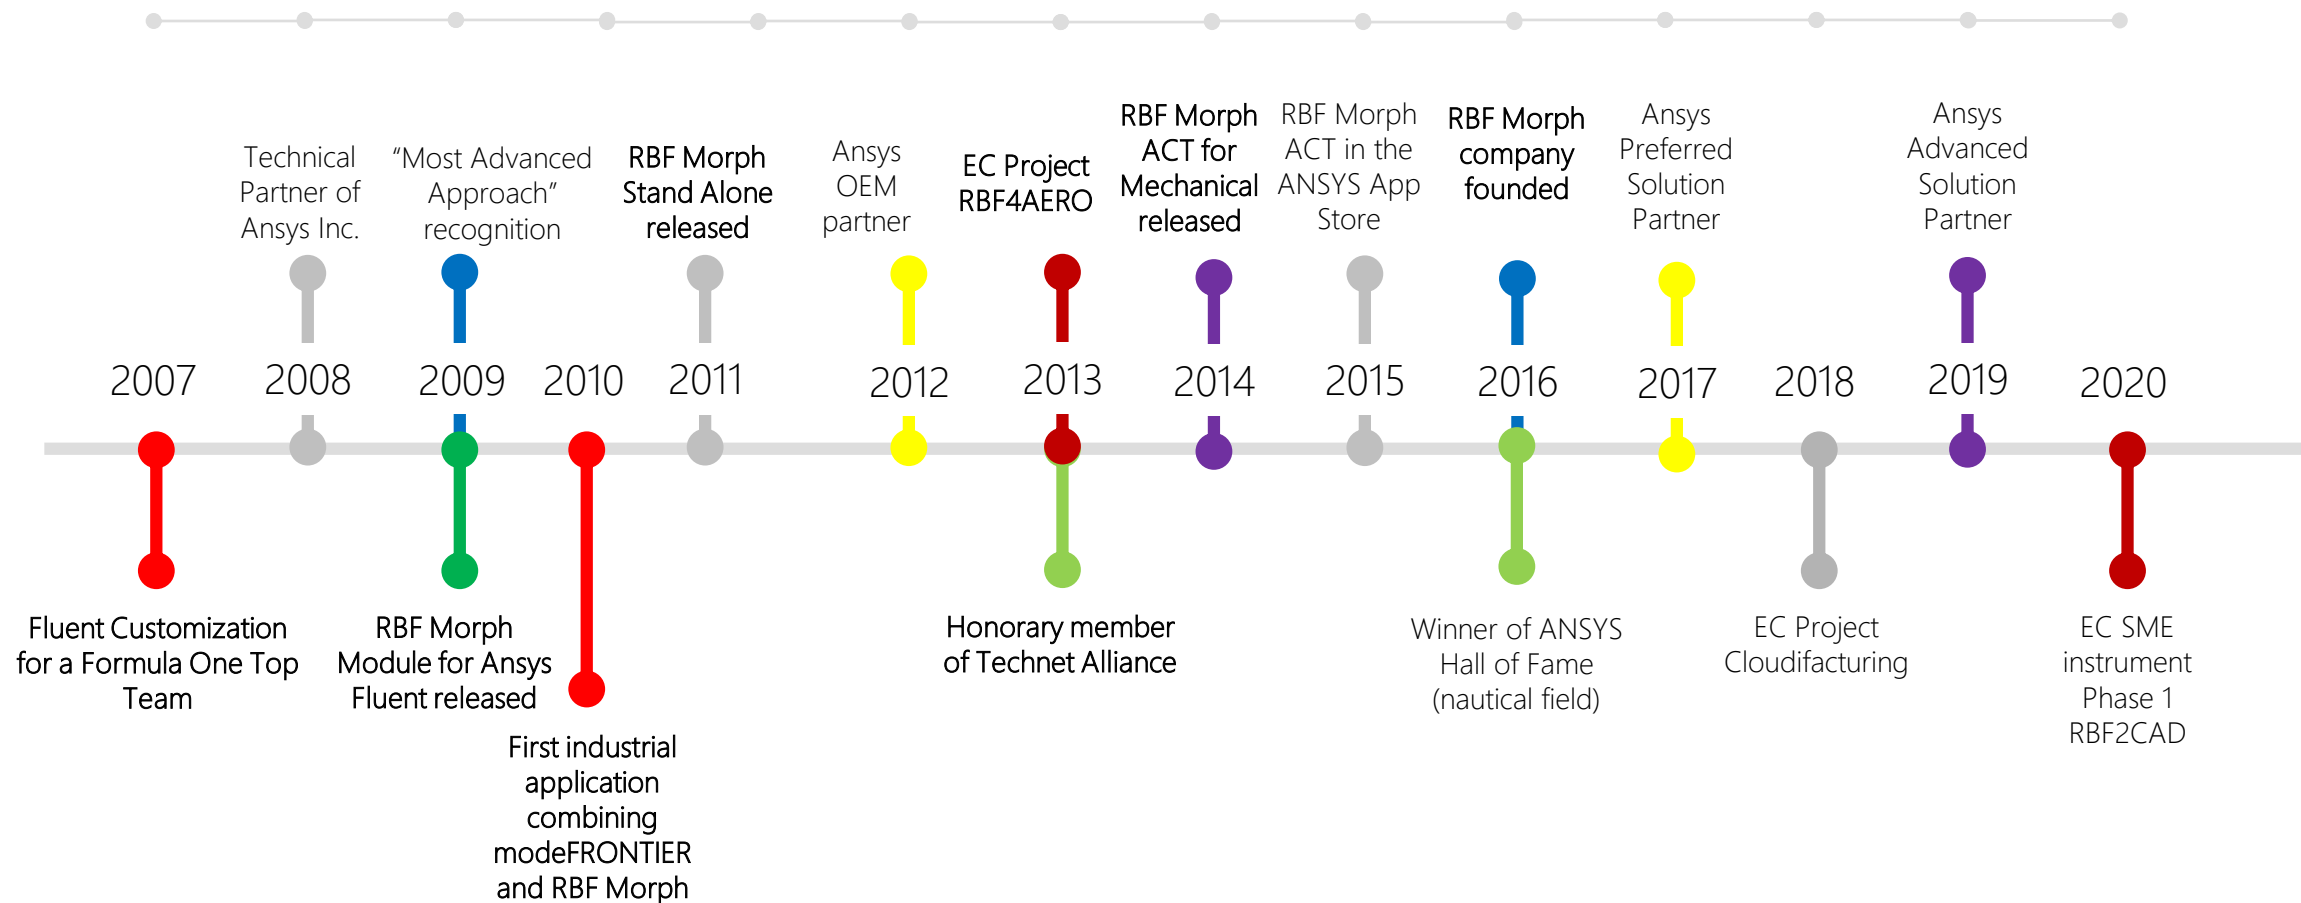 Technical
Partner of
Ansys Inc.
“Most Advanced
Approach”
recognition
RBF Morph
Stand Alone
released
Ansys
OEM
partner
EC Project
RBF4AERO
RBF Morph
ACT for
Mechanical
released
RBF Morph
ACT in the
ANSYS App
Store
RBF Morph
company
founded
Ansys
Preferred
Solution
Partner
Ansys
Advanced
Solution
Partner
2007
2008
2009
2010
2011
2012
2013
2014
2015
2016
2017
2018
2019
2020
Fluent Customization
for a Formula One Top
Team
RBF Morph
Module for Ansys
Fluent released
First industrial
application
combining
modeFRONTIER
and RBF Morph
Honorary member
of Technet Alliance
Winner of ANSYS
Hall of Fame
(nautical field)
EC Project
Cloudifacturing
EC SME
instrument
Phase 1
RBF2CAD